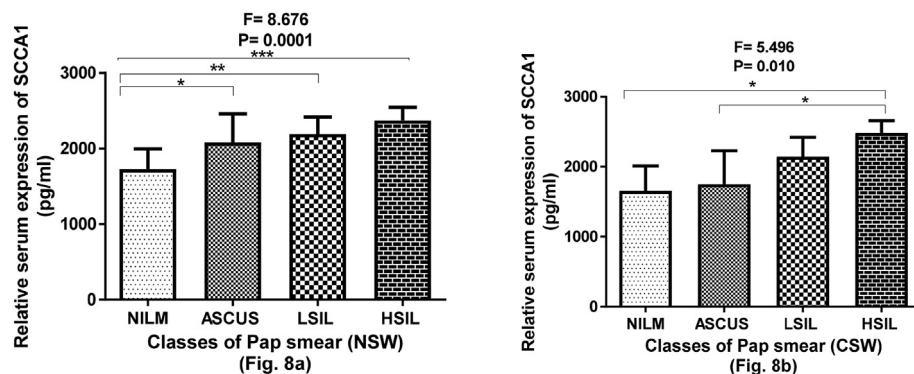 F= 8.676
P= 0.0001
***
**
*
Relative serum expression of SCCA1
(pg/ml)
3000
2000
1000
0
NILM ASCUS LSIL HSIL
Classes of Pap smear (NSW)
(Fig. 8a)
F= 5.496
P= 0.010
*
*
Relative serum expression of SCCA1
(pg/ml)
3000
2000
1000
0
NILM ASCUS LSIL HSIL
Classes of Pap smear (CSW)
(Fig. 8b)